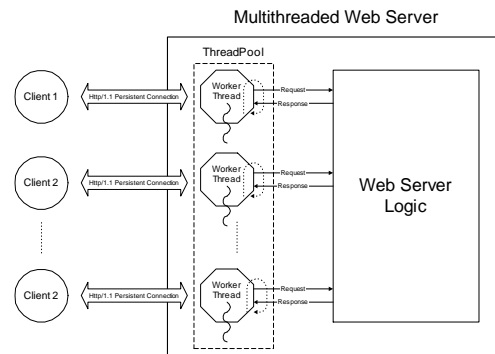 Multithreaded Web Server
ThreadPool
Client 1
Http/1.1 Persistent Connection
Worker
Thread
Request
Response
Client 2
Http/1.1 Persistent Connection
Worker
Thread
Request
Response
Web Server
Logic
Client 2
Http/1.1 Persistent Connection
Worker
Thread
Request
Response